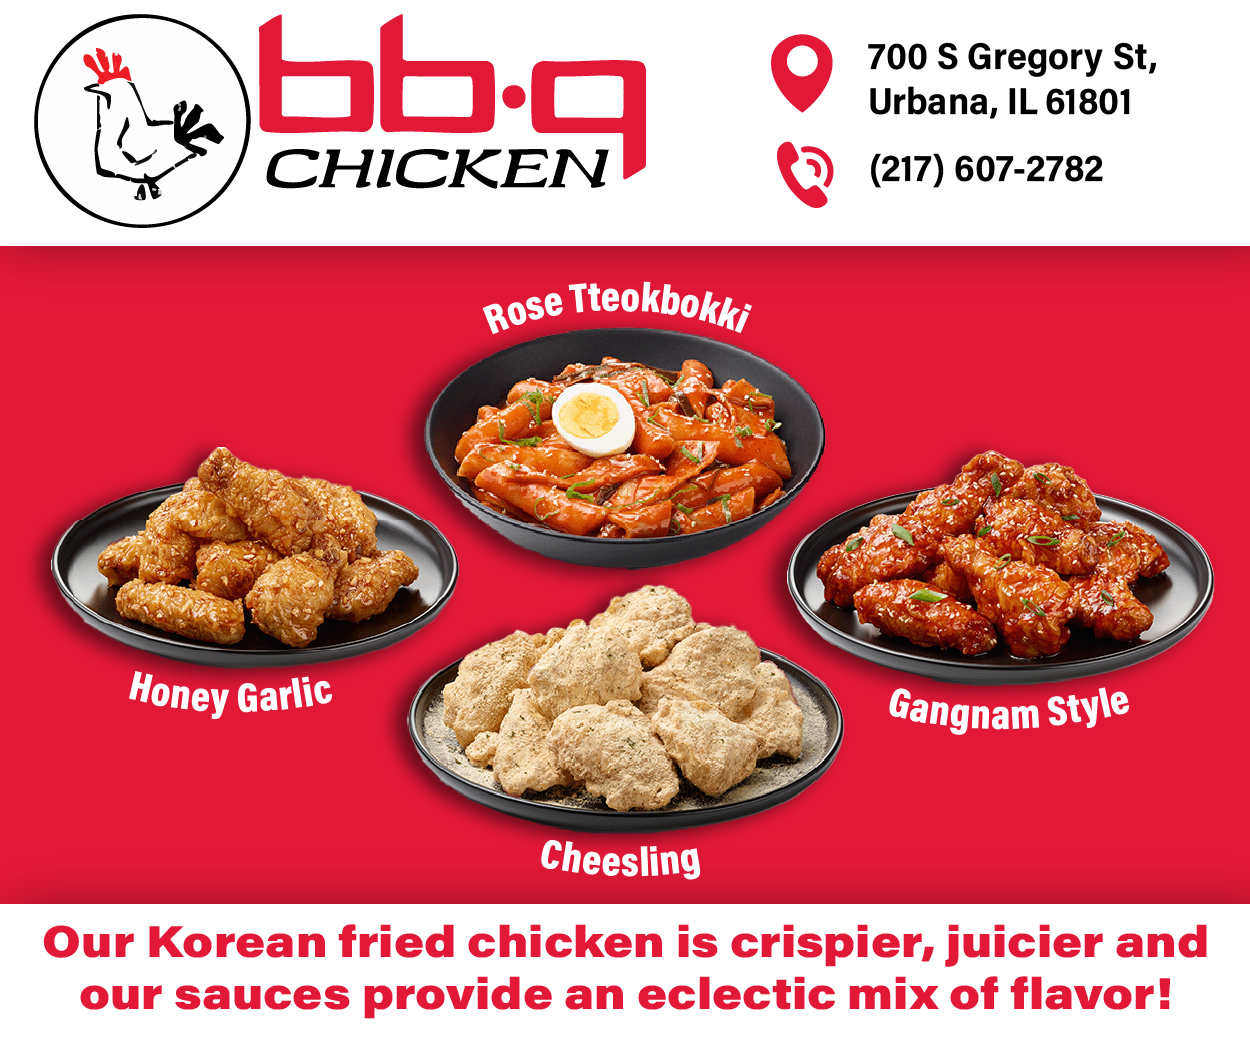 bb.q
CHICKEN
700 S Gregory St,
Urbana, IL 61801
(217) 607-2782
Rose Tteokbokki
Honey Garlic
Gangnam Style
Cheesling
Our Korean fried chicken is crispier, juicier and
our sauces provide an eclectic mix of flavor!